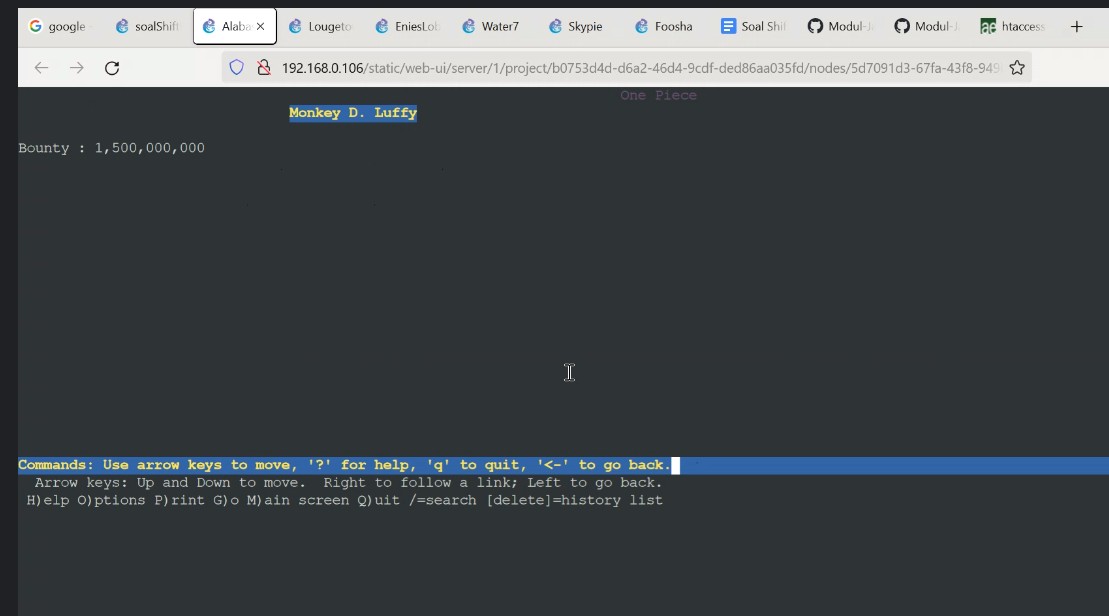 google
soalShift
Alaba
Lougeto
EniesLob
Water7
Skypie
Foosha
Soal Shif
Modul-J
Modul-J
htaccess
192.168.0.106/static/web-ui/server/1/project/b0753d4d-d6a2-46d4-9cdf-ded86aa035fd/nodes/5d7091d3-67fa-43f8-949
One Piece
Monkey D. Luffy
Bounty : 1,500,000,000
Commands: Use arrow keys to move, '?' for help, 'q' to quit, '<-' to go back.
Arrow keys: Up and Down to move. Right to follow a link; Left to go back.
H)elp O)ptions P)rint G)o M)ain screen Q)uit /=search [delete]=history list